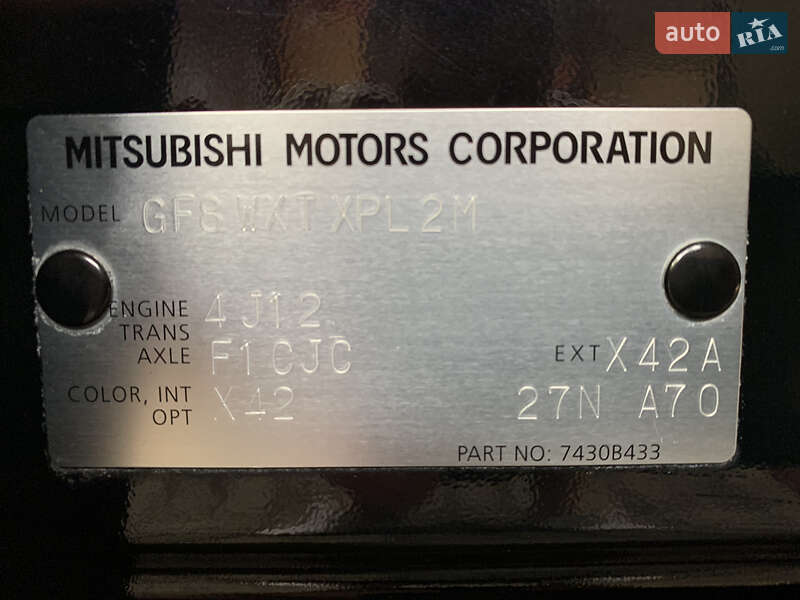 auto RIA.com
MITSUBISHI MOTORS CORPORATION
MODEL GF8WXTXPL2M
ENGINE 4J12
TRANS
AXLE F1CJC EXT X42A
COLOR, INT
OPT X42 27N A70
PART NO: 7430B433